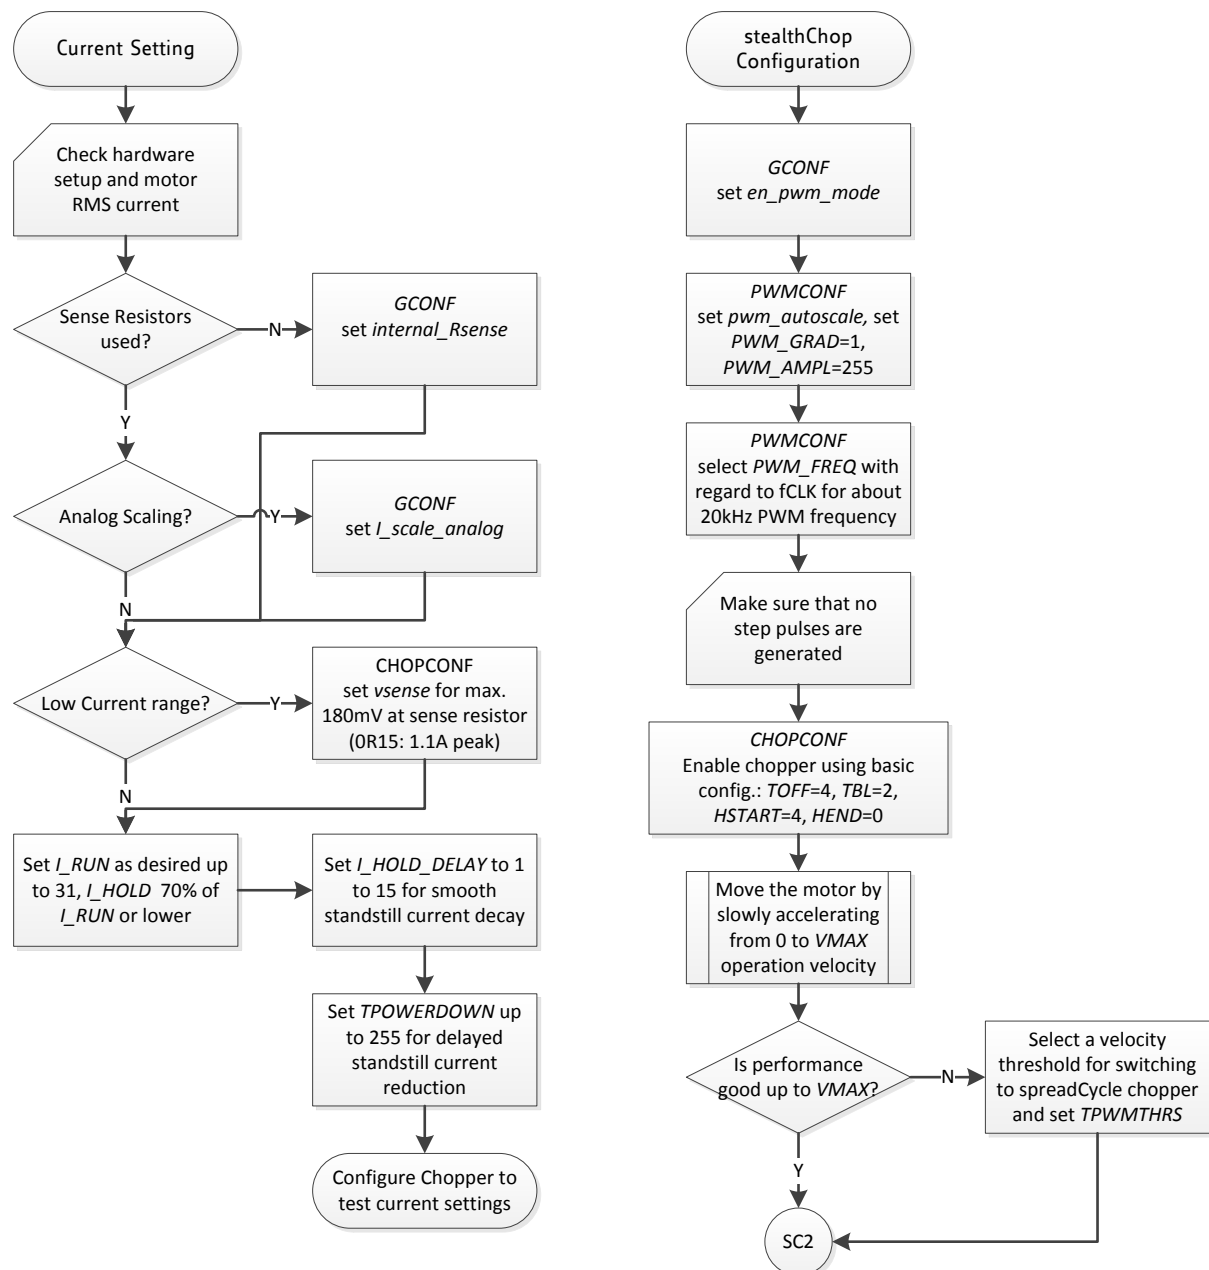 Current Setting
Check hardware
setup and motor
RMS current
Sense Resistors
used?
N
GCONF
set internal_Rsense
Y
Analog Scaling?
Y
GCONF
set I_scale_analog
N
Low Current range?
Y
CHOPCONF
set vsense for max.
180mV at sense resistor
(0R15: 1.1A peak)
N
Set I_RUN as desired up
to 31, I_HOLD 70% of
I_RUN or lower
Set I_HOLD_DELAY to 1
to 15 for smooth
standstill current decay
Set TPOWERDOWN up
to 255 for delayed
standstill current
reduction
Configure Chopper to
test current settings
stealthChop
Configuration
GCONF
set en_pwm_mode
PWMCONF
set pwm_autoscale, set
PWM_GRAD=1,
PWM_AMPL=255
PWMCONF
select PWM_FREQ with
regard to fCLK for about
20kHz PWM frequency
Make sure that no
step pulses are
generated
CHOPCONF
Enable chopper using basic
config.: TOFF=4, TBL=2,
HSTART=4, HEND=0
Move the motor by
slowly accelerating
from 0 to VMAX
operation velocity
Is performance
good up to VMAX?
N
Select a velocity
threshold for switching
to spreadCycle chopper
and set TPWMTHRS
Y
SC2